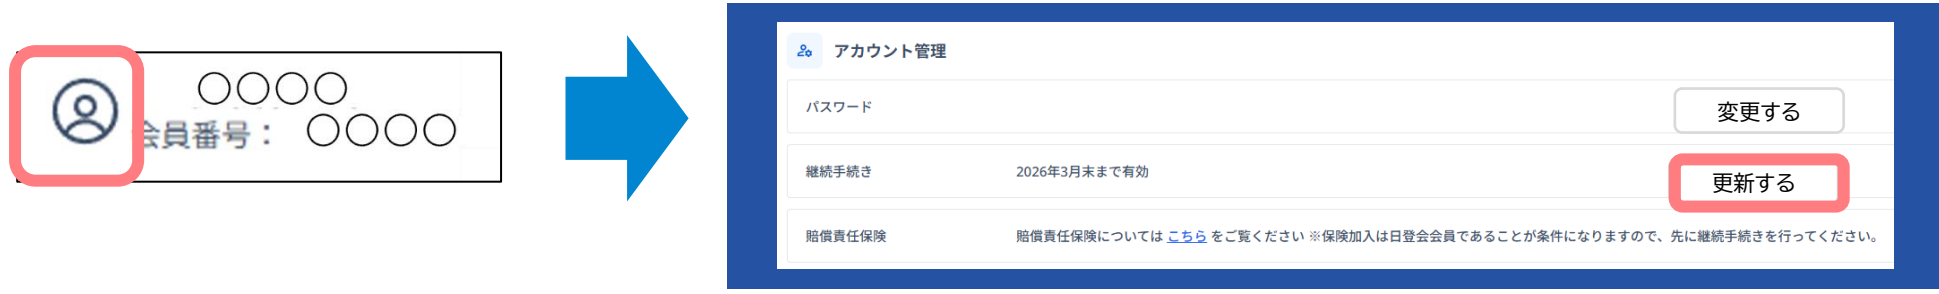 〇〇〇〇
会員番号： 〇〇〇〇
アカウント管理
パスワード 変更する
継続手続き 2026年3月末まで有効 更新する
賠償責任保険 賠償責任保険については こちら をご覧ください ※保険加入は日登会会員であることが条件になりますので、先に継続手続きを行ってください。